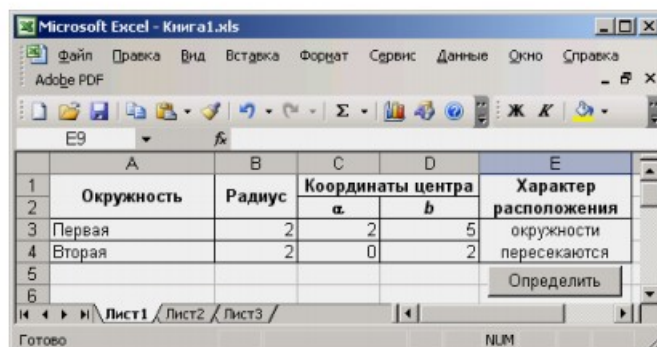 Microsoft Excel - Книга1.xls
Файл Правка Вид Вставка Формат Сервис Данные Окно Справка
Adobe PDF
Ж К
E9 fx
A B C D E
1 Окружность Радиус Координаты центра Характер
2 a b расположения
3 Первая 2 2 5 окружности
4 Вторая 2 0 2 пересекаются
5 Определить
6
Лист1 Лист2 Лист3
Готово NUM